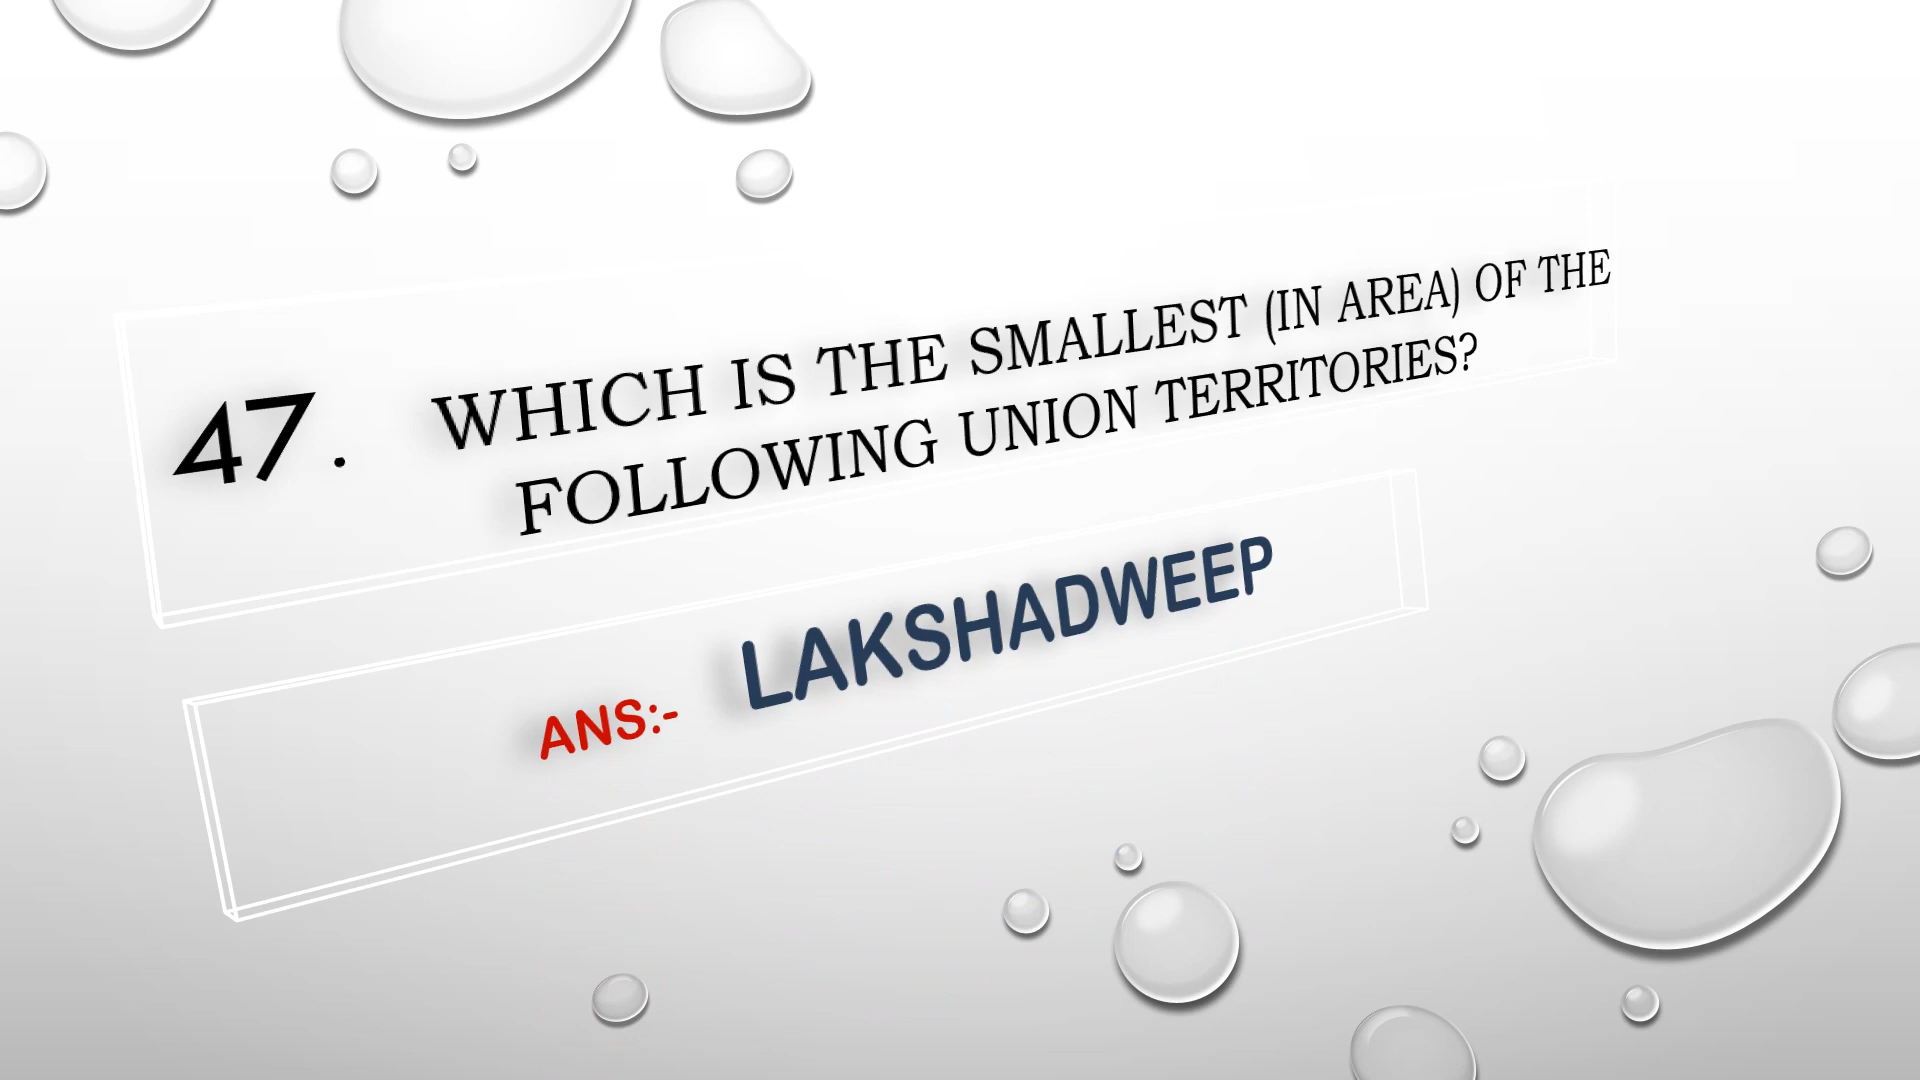 47. WHICH IS THE SMALLEST (IN AREA) OF THE
FOLLOWING UNION TERRITORIES?
ANS:- LAKSHADWEEP